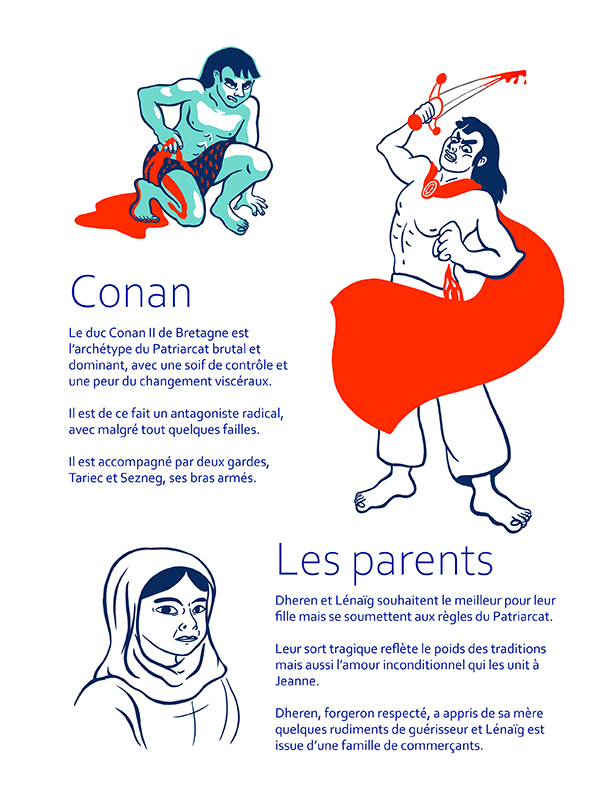 Conan
Le duc Conan II de Bretagne est
l'archétype du Patriarcat brutal et
dominant, avec une soif de contrôle et
une peur du changement viscéraux.
Il est de ce fait un antagoniste radical,
avec malgré tout quelques failles.
Il est accompagné par deux gardes,
Tariec et Sezneg, ses bras armés.
Les parents
Dheren et Lénaïg souhaitent le meilleur pour leur
fille mais se soumettent aux règles du Patriarcat.
Leur sort tragique reflète le poids des traditions
mais aussi l'amour inconditionnel qui les unit à
Jeanne.
Dheren, forgeron respecté, a appris de sa mère
quelques rudiments de guérisseur et Lénaïg est
issue d'une famille de commerçants.